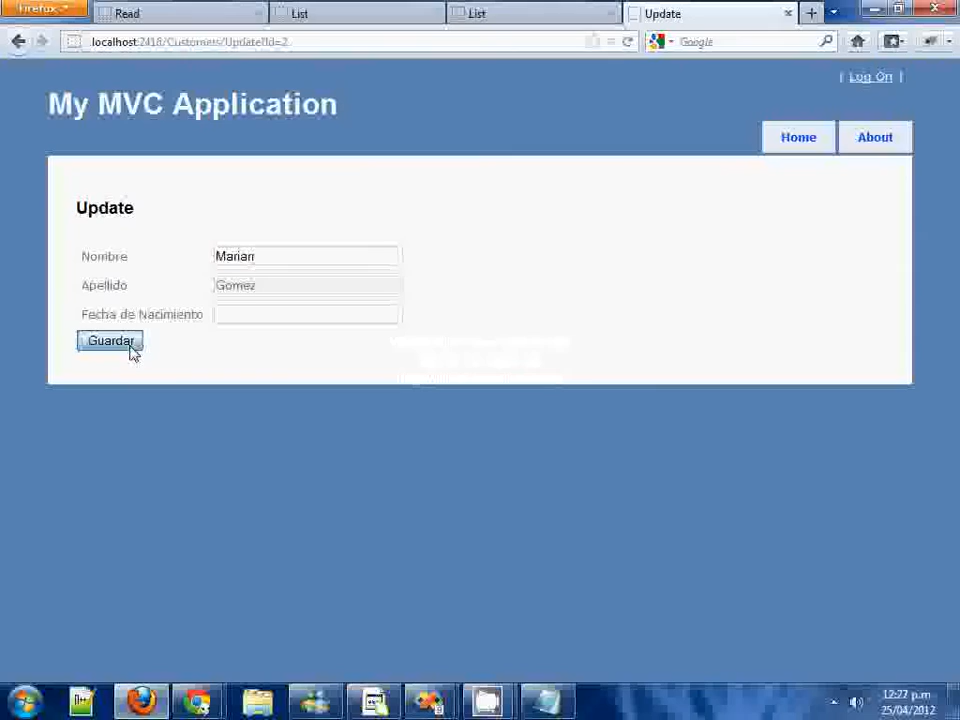 Firefox
Read
List
List
Update
localhost:2418/Customers/Update?Id=2
Google
| Log On |
My MVC Application
Home
About
Update
Nombre
Apellido
Gomez
Fecha de Nacimiento
Guardar
12:27 p.m
25/04/2012